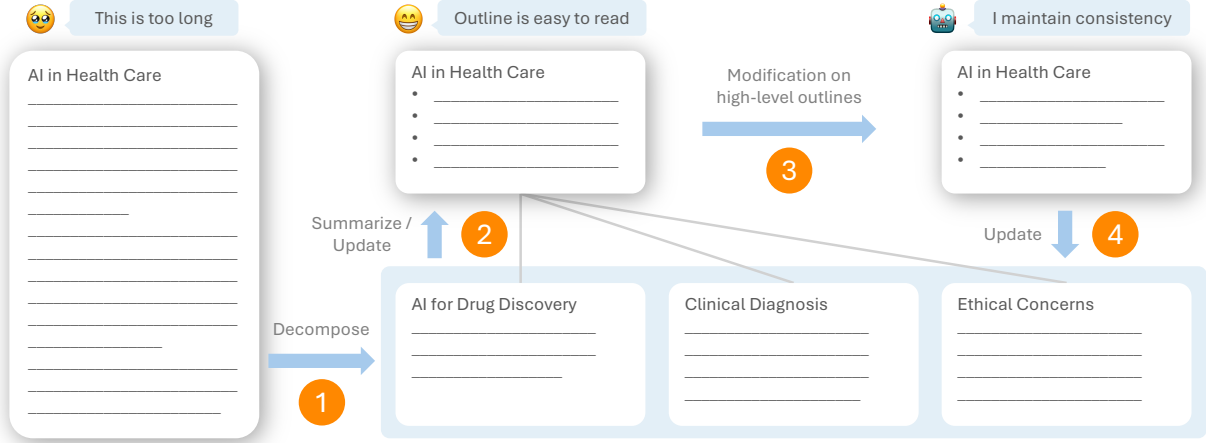 This is too long
Outline is easy to read
I maintain consistency
AI in Health Care
AI in Health Care
Modification on
high-level outlines
3
AI in Health Care
Summarize /
Update
2
Update
4
Decompose
1
AI for Drug Discovery
Clinical Diagnosis
Ethical Concerns